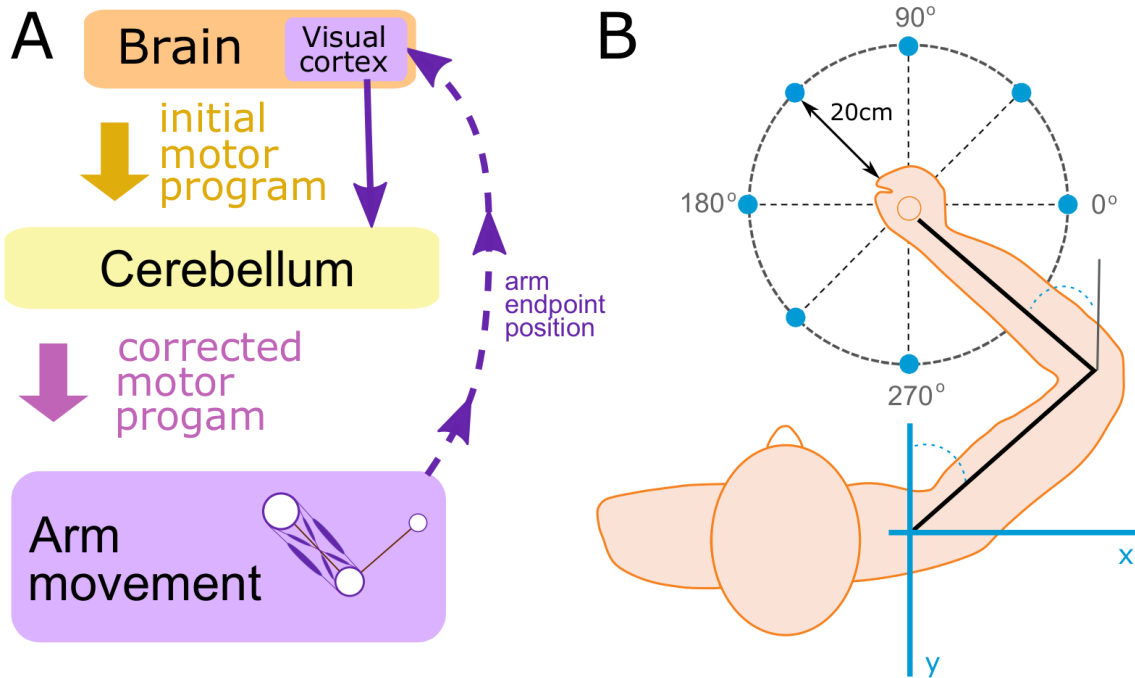 A
Brain
Visual
cortex
initial
motor
program
Cerebellum
corrected
motor
progam
arm
endpoint
position
Arm
movement
B
90°
20cm
180°
0°
270°
x
y